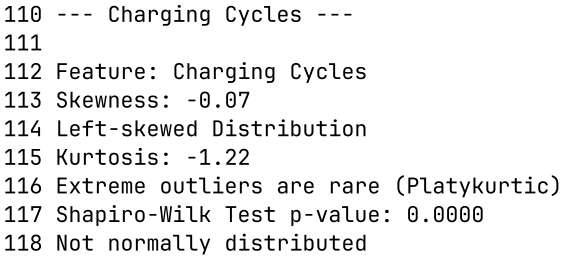 110 --- Charging Cycles ---
111
112 Feature: Charging Cycles
113 Skewness: -0.07
114 Left-skewed Distribution
115 Kurtosis: -1.22
116 Extreme outliers are rare (Platykurtic)
117 Shapiro-Wilk Test p-value: 0.0000
118 Not normally distributed